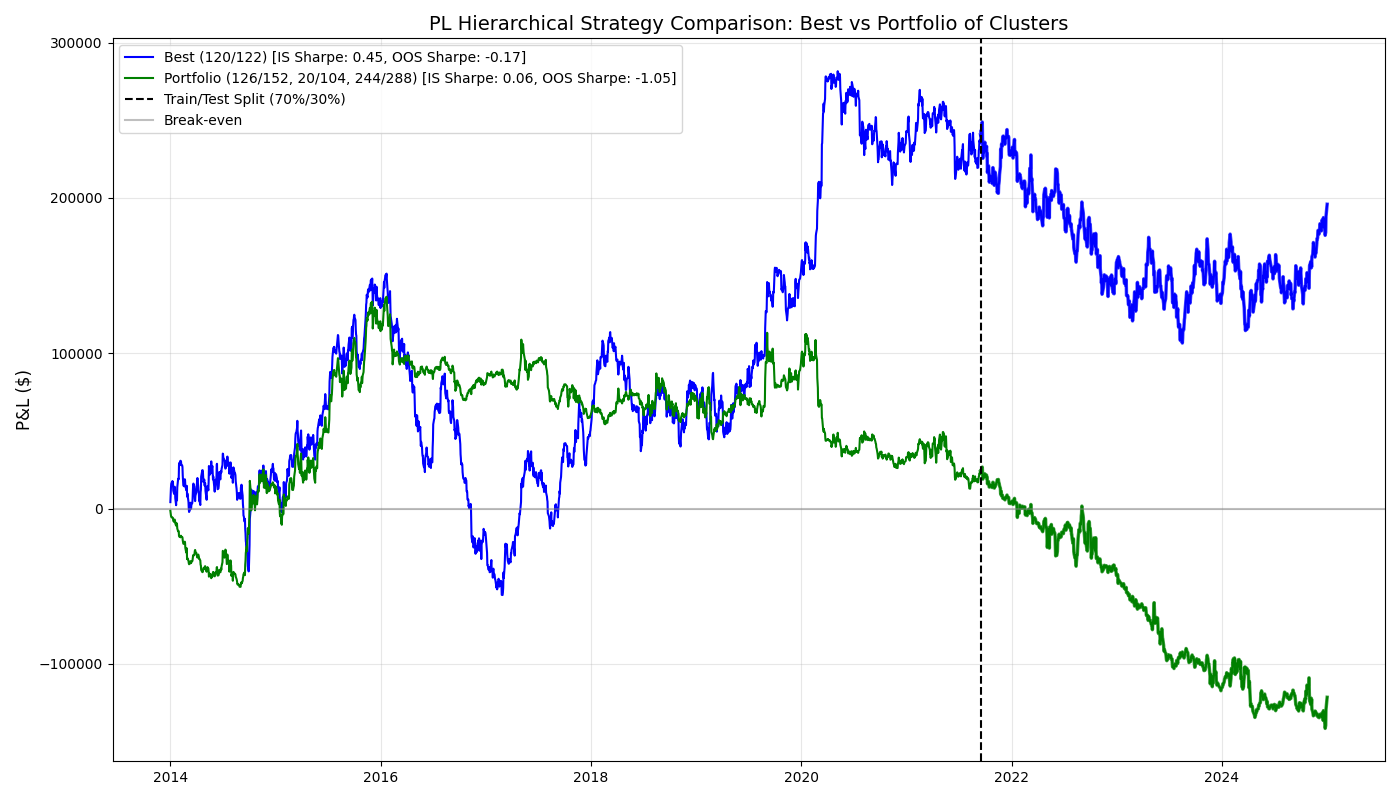 PL Hierarchical Strategy Comparison: Best vs Portfolio of Clusters
Best (120/122) [IS Sharpe: 0.45, OOS Sharpe: -0.17]
Portfolio (126/152, 20/104, 244/288) [IS Sharpe: 0.06, OOS Sharpe: -1.05]
Train/Test Split (70%/30%)
Break-even
P&L ($)
300000
200000
100000
0
−100000
2014 2016 2018 2020 2022 2024